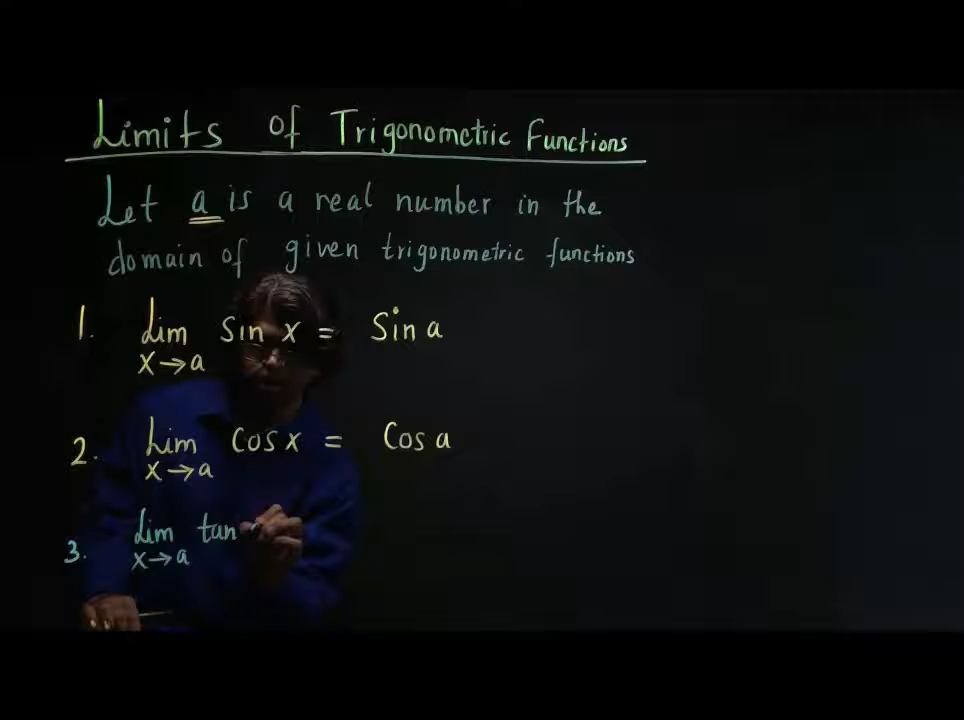 Limits of Trigonometric Functions
Let a is a real number in the
domain of given trigonometric functions
1. Lim Sin x = Sin a
x→a
2. Lim Cos x = Cos a
x→a
3. Lim tan
x→a